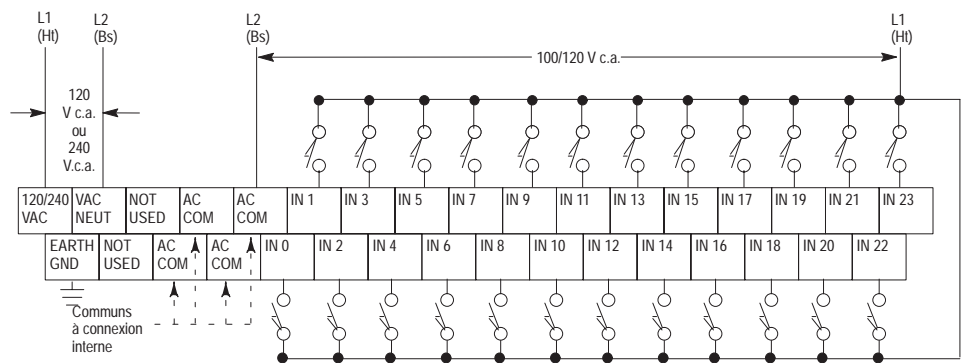 L1
(Ht)
L2
(Bs)
L2
(Bs)
L1
(Ht)
100/120 V c.a.
120
V c.a.
ou
240
V.c.a.
120/240
VAC
VAC
NEUT
NOT
USED
AC
COM
AC
COM
IN 1
IN 3
IN 5
IN 7
IN 9
IN 11
IN 13
IN 15
IN 17
IN 19
IN 21
IN 23
EARTH
GND
NOT
USED
AC
COM
AC
COM
IN 0
IN 2
IN 4
IN 6
IN 8
IN 10
IN 12
IN 14
IN 16
IN 18
IN 20
IN 22
Communs
à connexion
interne